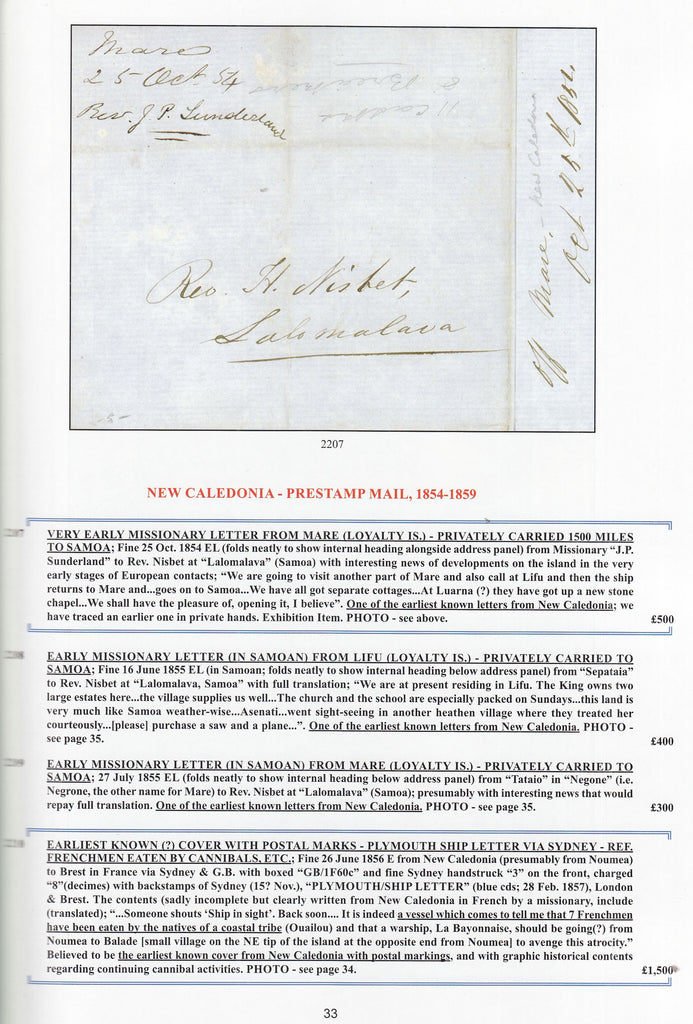 Mare
25 Oct. 54
Rev. J. P. Sunderland
Rev. H. Nisbet,
Lalomalava
off Mare, - New Caledonia
Oct 25th 1854.
2207
NEW CALEDONIA - PRESTAMP MAIL, 1854-1859
VERY EARLY MISSIONARY LETTER FROM MARE (LOYALTY IS.) - PRIVATELY CARRIED 1500 MILES
TO SAMOA; Fine 25 Oct. 1854 EL (folds neatly to show internal heading alongside address panel) from Missionary “J.P.
Sunderland” to Rev. Nisbet at “Lalomalava” (Samoa) with interesting news of developments on the island in the very
early stages of European contacts; “We are going to visit another part of Mare and also call at Lifu and then the ship
returns to Mare and...goes on to Samoa...We have all got separate cottages...At Luarna (?) they have got up a new stone
chapel...We shall have the pleasure of, opening it, I believe”. One of the earliest known letters from New Caledonia; we
have traced an earlier one in private hands. Exhibition Item. PHOTO - see above. £500
EARLY MISSIONARY LETTER (IN SAMOAN) FROM LIFU (LOYALTY IS.) - PRIVATELY CARRIED TO
SAMOA; Fine 16 June 1855 EL (in Samoan; folds neatly to show internal heading below address panel) from “Sepataia”
to Rev. Nisbet at “Lalomalava, Samoa” with full translation; “We are at present residing in Lifu. The King owns two
large estates here...the village supplies us well...The church and the school are especially packed on Sundays...this land is
very much like Samoa weather-wise...Asenati...went sight-seeing in another heathen village where they treated her
courteously...[please] purchase a saw and a plane...”. One of the earliest known letters from New Caledonia. PHOTO -
see page 35. £400
EARLY MISSIONARY LETTER (IN SAMOAN) FROM MARE (LOYALTY IS.) - PRIVATELY CARRIED TO
SAMOA; 27 July 1855 EL (folds neatly to show internal heading below address panel) from “Tataio” in “Negone” (i.e.
Negrone, the other name for Mare) to Rev. Nisbet at “Lalomalava” (Samoa); presumably with interesting news that would
repay full translation. One of the earliest known letters from New Caledonia. PHOTO - see page 35. £300
EARLIEST KNOWN (?) COVER WITH POSTAL MARKS - PLYMOUTH SHIP LETTER VIA SYDNEY - REF.
FRENCHMEN EATEN BY CANNIBALS, ETC.; Fine 26 June 1856 E from New Caledonia (presumably from Noumea)
to Brest in France via Sydney & G.B. with boxed “GB/1F60c” and fine Sydney handstruck “3” on the front, charged
“8”(decimes) with backstamps of Sydney (15? Nov.), “PLYMOUTH/SHIP LETTER” (blue cds; 28 Feb. 1857), London
& Brest. The contents (sadly incomplete but clearly written from New Caledonia in French by a missionary, include
(translated); “...Someone shouts ‘Ship in sight’. Back soon.... It is indeed a vessel which comes to tell me that 7 Frenchmen
have been eaten by the natives of a coastal tribe (Ouailou) and that a warship, La Bayonnaise, should be going(?) from
Noumea to Balade [small village on the NE tip of the island at the opposite end from Noumea] to avenge this atrocity.”
Believed to be the earliest known cover from New Caledonia with postal markings, and with graphic historical contents
regarding continuing cannibal activities. PHOTO - see page 34. £1,500
33